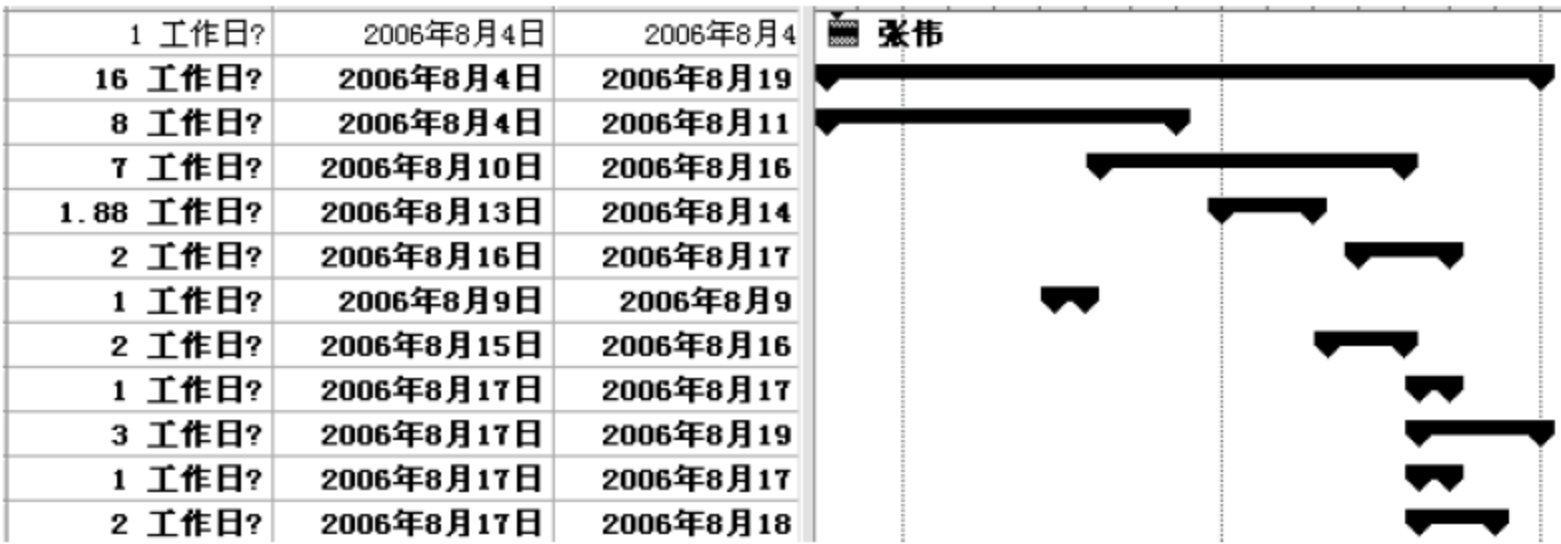 1 工作日? 2006年8月4日 2006年8月4 张伟
16 工作日? 2006年8月4日 2006年8月19
8 工作日? 2006年8月4日 2006年8月11
7 工作日? 2006年8月10日 2006年8月16
1.88 工作日? 2006年8月13日 2006年8月14
2 工作日? 2006年8月16日 2006年8月17
1 工作日? 2006年8月9日 2006年8月9
2 工作日? 2006年8月15日 2006年8月16
1 工作日? 2006年8月17日 2006年8月17
3 工作日? 2006年8月17日 2006年8月19
1 工作日? 2006年8月17日 2006年8月17
2 工作日? 2006年8月17日 2006年8月18